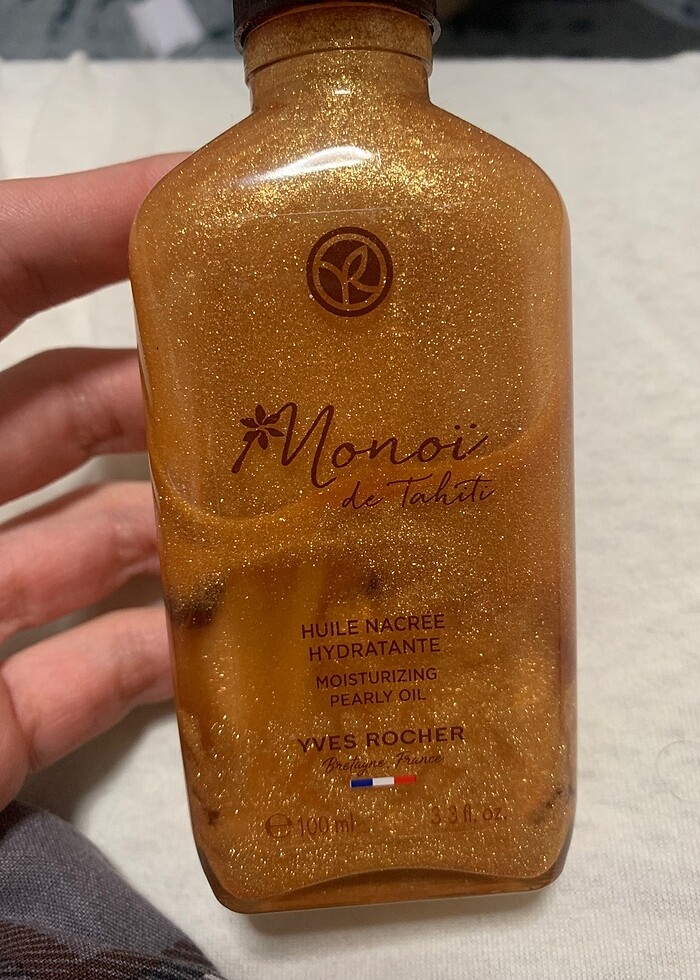 Monoï
de Tahiti
HUILE NACRÉE
HYDRATANTE
MOISTURIZING
PEARLY OIL
YVES ROCHER
Bretagne, France
℮ 100 ml 3.3 fl. oz.